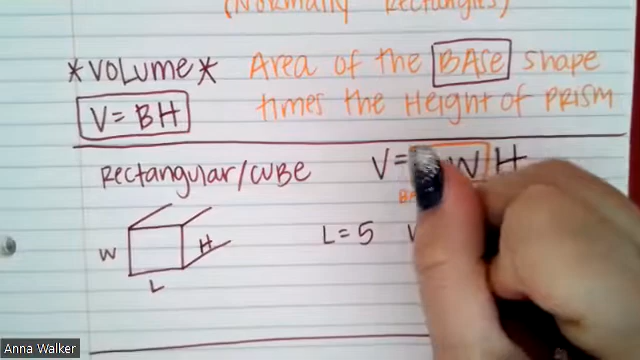 (Normally Rectangles)
*VOLUME* Area of the BASE shape
V=BH times the Height of PRISM
Rectangular/CUBE V= W H
W H L=5
L
Anna Walker